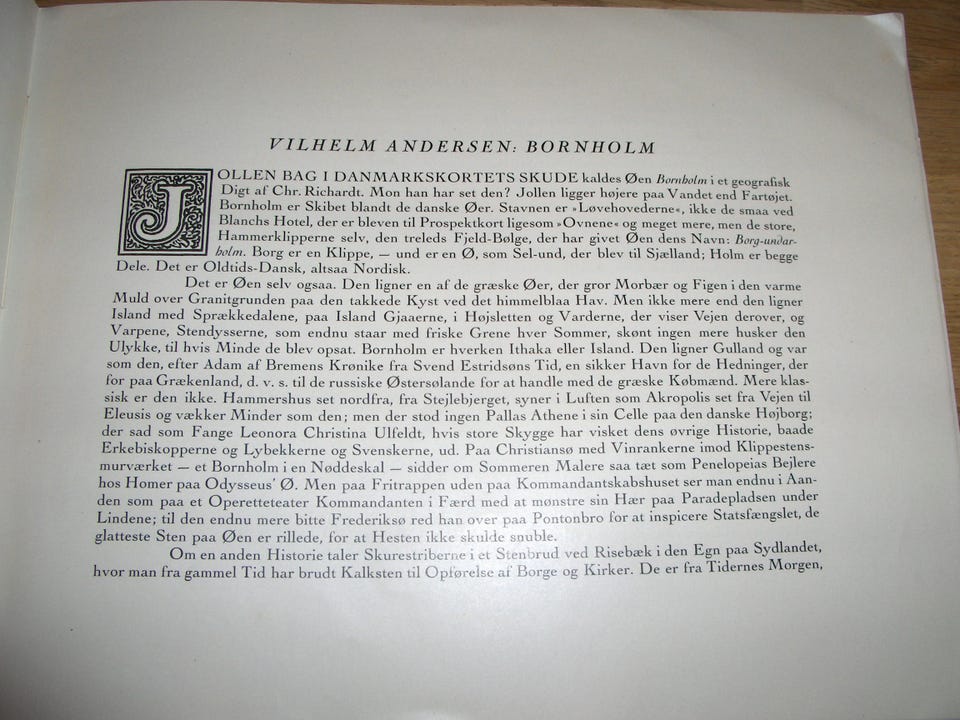 VILHELM ANDERSEN: BORNHOLM
JOLLEN BAG I DANMARKSKORTETS SKUDE kaldes Øen Bornholm i et geografisk
Digt af Chr. Richardt. Mon han har set den? Jollen ligger højere paa Vandet end Fartøjet.
Bornholm er Skibet blandt de danske Øer. Stavnen er »Løvehovederne«, ikke de smaa ved
Blanchs Hotel, der er bleven til Prospektkort ligesom »Ovnene« og meget mere, men de store,
Hammerklipperne selv, den treleds Fjeld-Bølge, der har givet Øen dens Navn: Borg-undar-
holm. Borg er en Klippe, — und er en Ø, som Sel-und, der blev til Sjælland; Holm er begge
Dele. Det er Oldtids-Dansk, altsaa Nordisk.
Det er Øen selv ogsaa. Den ligner en af de græske Øer, der gror Morbær og Figen i den varme
Muld over Granitgrunden paa den takkede Kyst ved det himmelblaa Hav. Men ikke mere end den ligner
Island med Sprækkedalene, paa Island Gjaaerne, i Højsletten og Varderne, der viser Vejen derover, og
Varpene, Stendysserne, som endnu staar med friske Grene hver Sommer, skønt ingen mere husker den
Ulykke, til hvis Minde de blev opsat. Bornholm er hverken Ithaka eller Island. Den ligner Gulland og var
som den, efter Adam af Bremens Krønike fra Svend Estridsøns Tid, en sikker Havn for de Hedninger, der
for paa Grækenland, d. v. s. til de russiske Østersølande for at handle med de græske Købmænd. Mere klas-
sisk er den ikke. Hammershus set nordfra, fra Stejlebjerget, syner i Luften som Akropolis set fra Vejen til
Eleusis og vækker Minder som den; men der stod ingen Pallas Athene i sin Celle paa den danske Højborg;
der sad som Fange Leonora Christina Ulfeldt, hvis store Skygge har visket dens øvrige Historie, baade
Erkebiskopperne og Lybekkerne og Svenskerne, ud. Paa Christiansø med Vinrankerne imod Klippestens-
murværket — et Bornholm i en Nøddeskal — sidder om Sommeren Malere saa tæt som Penelopeias Bejlere
hos Homer paa Odysseus' Ø. Men paa Fritrappen uden paa Kommandantskabshuset ser man endnu i Aan-
den som paa et Operetteteater Kommandanten i Færd med at mønstre sin Hær paa Paradepladsen under
Lindene; til den endnu mere bitte Frederiksø red han over paa Pontonbro for at inspicere Statsfængslet, de
glatteste Sten paa Øen er rillede, for at Hesten ikke skulde snuble.
Om en anden Historie taler Skurestriberne i et Stenbrud ved Risebæk i den Egn paa Sydlandet,
hvor man fra gammel Tid har brudt Kalksten til Opførelse af Borge og Kirker. De er fra Tidernes Morgen,